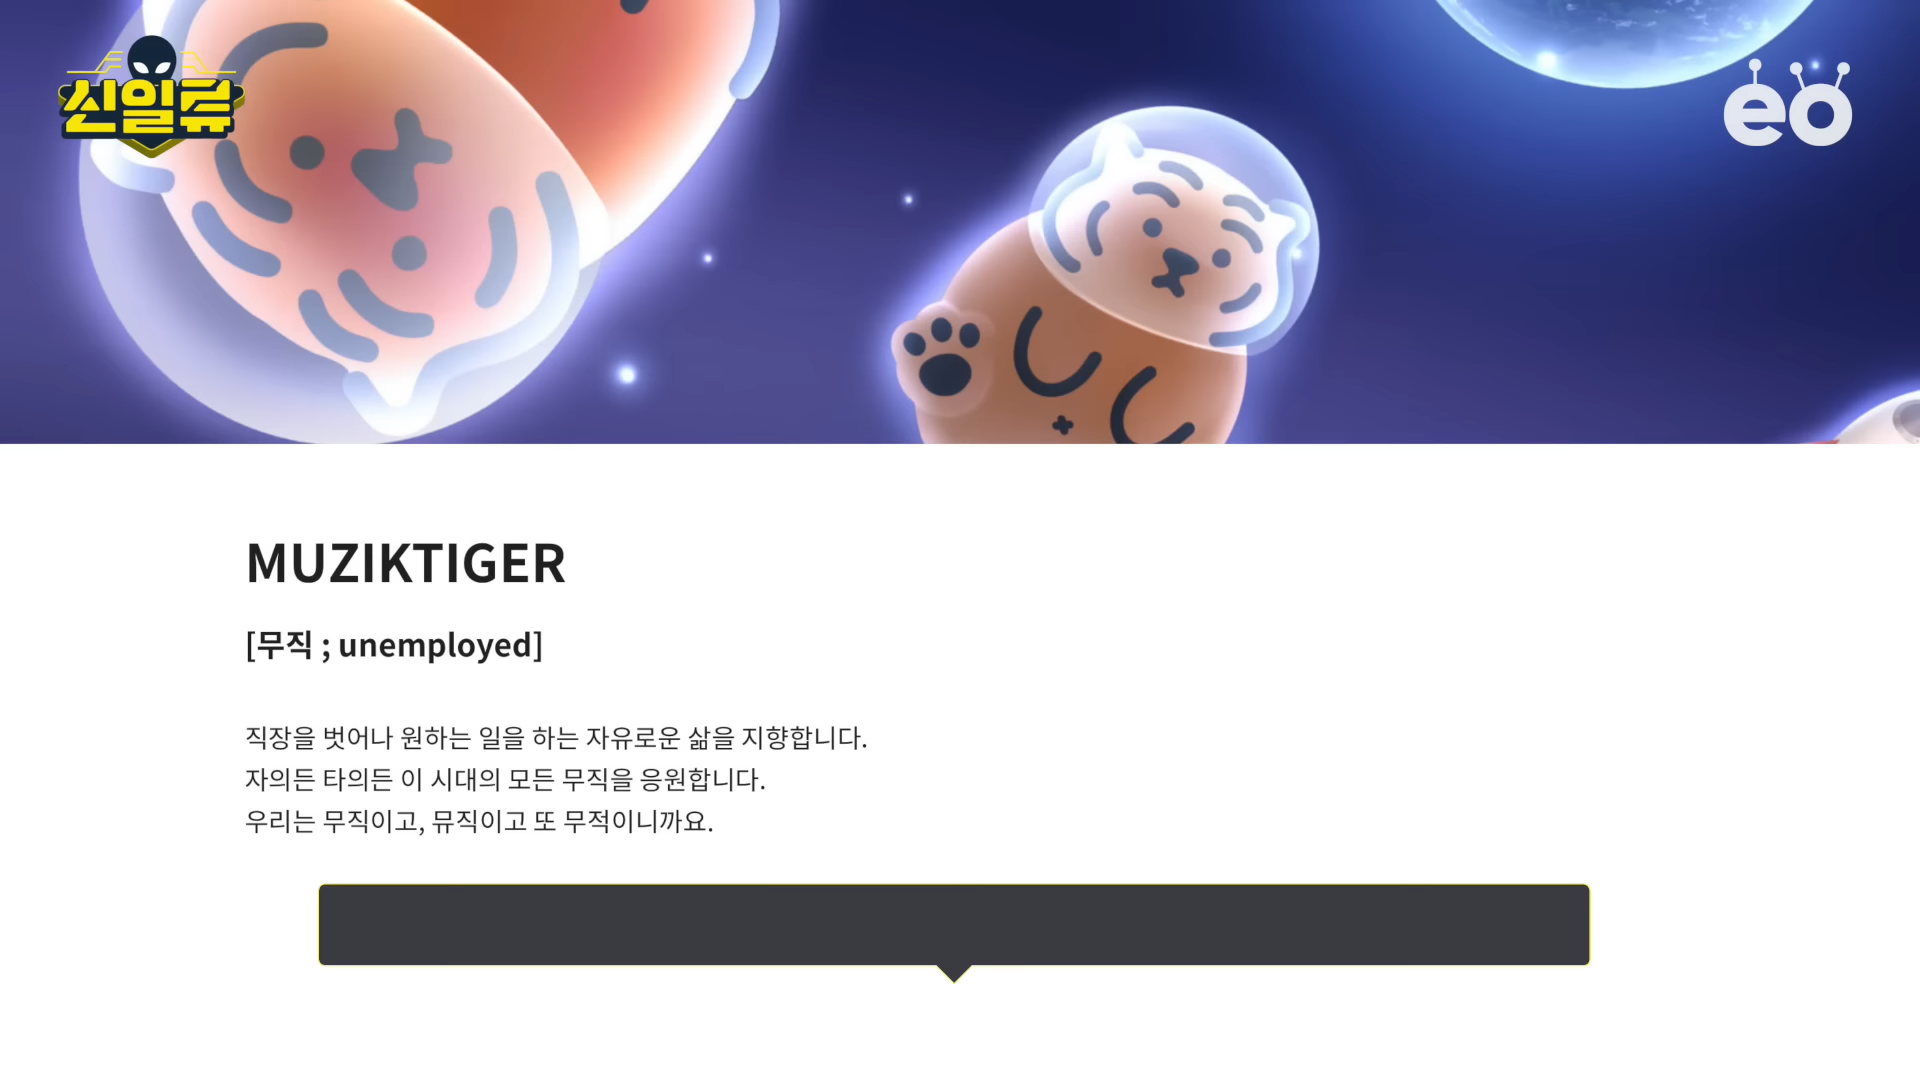 신일류
eo
MUZIKTIGER
[무직 ; unemployed]
직장을 벗어나 원하는 일을 하는 자유로운 삶을 지향합니다.
자의든 타의든 이 시대의 모든 무직을 응원합니다.
우리는 무직이고, 뮤직이고 또 무적이니까요.